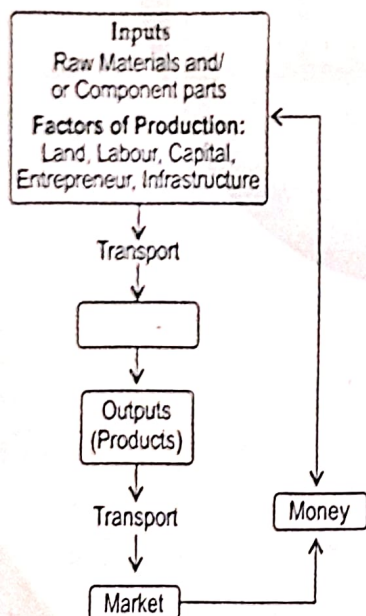 Inputs
Raw Materials and/
or Component parts
Factors of Production:
Land, Labour, Capital,
Entrepreneur, Infrastructure
Transport
Outputs
(Products)
Transport
Money
Market